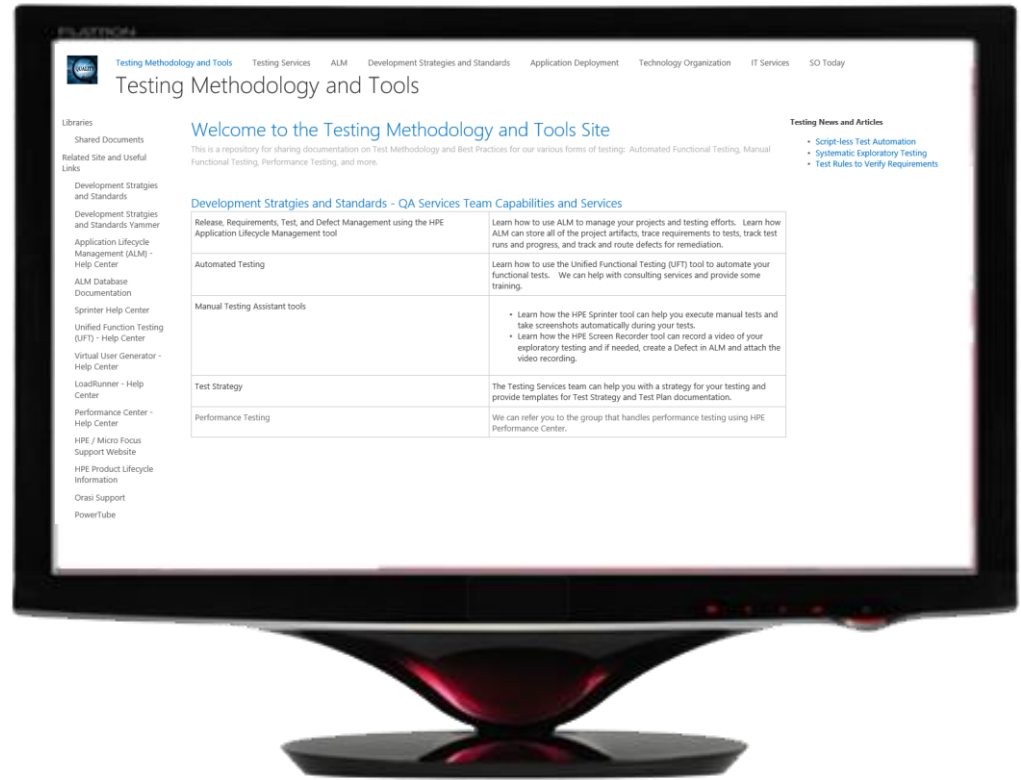 FLATRON
QUALITY
Testing Methodology and Tools
Testing Services
ALM
Development Strategies and Standards
Application Deployment
Technology Organization
IT Services
SO Today
Testing Methodology and Tools
Libraries
Shared Documents
Related Site and Useful
Links
Development Stratgies
and Standards
Development Stratgies
and Standards Yammer
Application Lifecycle
Management (ALM) -
Help Center
ALM Database
Documentation
Sprinter Help Center
Unified Function Testing
(UFT) - Help Center
Virtual User Generator -
Help Center
LoadRunner - Help
Center
Performance Center -
Help Center
HPE / Micro Focus
Support Website
HPE Product Lifecycle
Information
Orasi Support
PowerTube
Welcome to the Testing Methodology and Tools Site
This is a repository for sharing documentation on Test Methodology and Best Practices for our various forms of testing: Automated Functional Testing, Manual
Functional Testing, Performance Testing, and more.
Development Stratgies and Standards - QA Services Team Capabilities and Services
Release, Requirements, Test, and Defect Management using the HPE
Application Lifecycle Management tool
Learn how to use ALM to manage your projects and testing efforts. Learn how
ALM can store all of the project artifacts, trace requirements to tests, track test
runs and progress, and track and route defects for remediation.
Automated Testing
Learn how to use the Unified Functional Testing (UFT) tool to automate your
functional tests. We can help with consulting services and provide some
training.
Manual Testing Assistant tools
• Learn how the HPE Sprinter tool can help you execute manual tests and
take screenshots automatically during your tests.
• Learn how the HPE Screen Recorder tool can record a video of your
exploratory testing and if needed, create a Defect in ALM and attach the
video recording.
Test Strategy
The Testing Services team can help you with a strategy for your testing and
provide templates for Test Strategy and Test Plan documentation.
Performance Testing
We can refer you to the group that handles performance testing using HPE
Performance Center.
Testing News and Articles
• Script-less Test Automation
• Systematic Exploratory Testing
• Test Rules to Verify Requirements